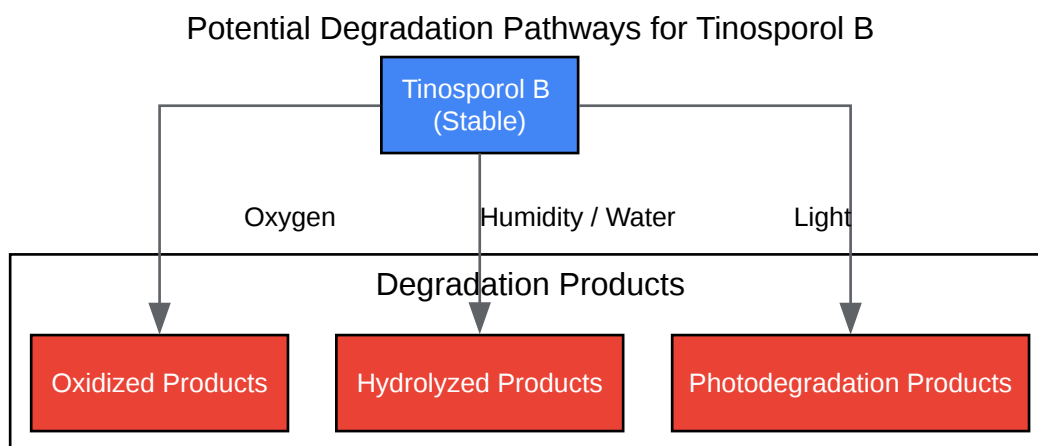 Potential Degradation Pathways for Tinosporol B
Tinosporol B
(Stable)
Oxygen
Humidity / Water
Light
Degradation Products
Oxidized Products
Hydrolyzed Products
Photodegradation Products